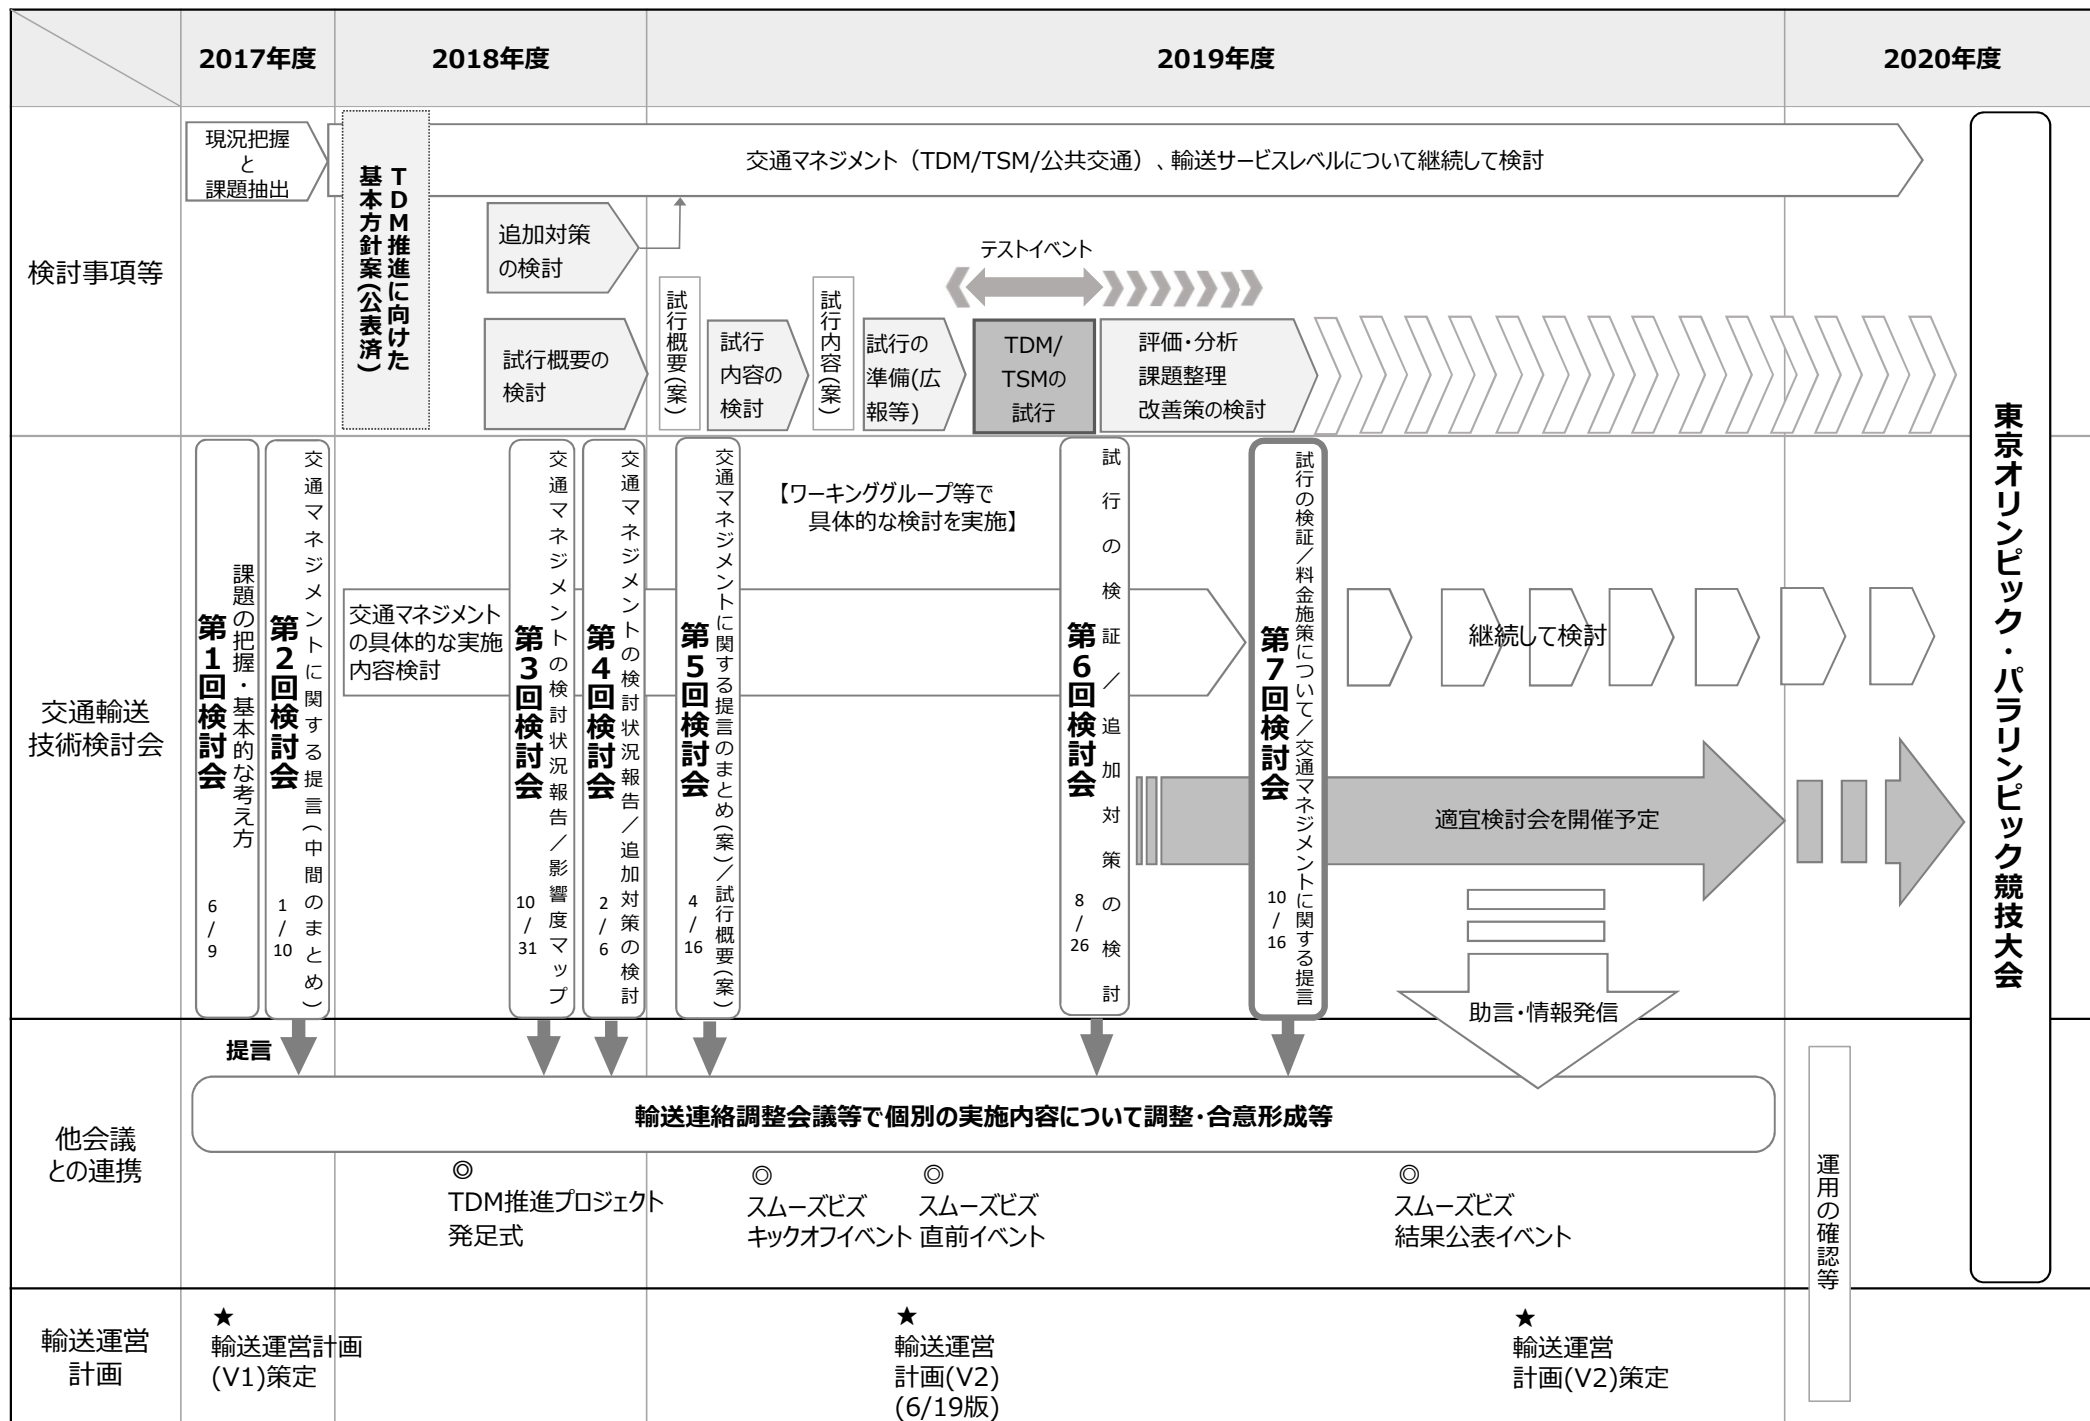 2017年度
2018年度
2019年度
2020年度
検討事項等
現況把握
と
課題抽出
TDM推進に向けた
基本方針案(公表済)
交通マネジメント（TDM/TSM/公共交通）、輸送サービスレベルについて継続して検討
追加対策
の検討
試行概要の
検討
試行概要(案)
試行
内容の
検討
試行内容(案)
試行の
準備(広
報等)
テストイベント
TDM/
TSMの
試行
評価・分析
課題整理
改善策の検討
東京オリンピック・パラリンピック競技大会
交通輸送
技術検討会
課題の把握・基本的な考え方
第1回検討会
6/9
交通マネジメントに関する提言(中間のまとめ)
第2回検討会
1/10
交通マネジメント
の具体的な実施
内容検討
交通マネジメントの検討状況報告／影響度マップ
第3回検討会
10/31
交通マネジメントの検討状況報告／追加対策の検討
第4回検討会
2/6
交通マネジメントに関する提言のまとめ(案)／試行概要(案)
第5回検討会
4/16
【ワーキンググループ等で
具体的な検討を実施】
試行の検証／追加対策の検討
第6回検討会
8/26
試行の検証／料金施策について／交通マネジメントに関する提言
第7回検討会
10/16
継続して検討
適宜検討会を開催予定
助言・情報発信
他会議
との連携
提言
輸送連絡調整会議等で個別の実施内容について調整・合意形成等
◎
TDM推進プロジェクト
発足式
◎
スムーズビズ
キックオフイベント
◎
スムーズビズ
直前イベント
◎
スムーズビズ
結果公表イベント
運用の確認等
輸送運営
計画
★
輸送運営計画
(V1)策定
★
輸送運営
計画(V2)
(6/19版)
★
輸送運営
計画(V2)策定